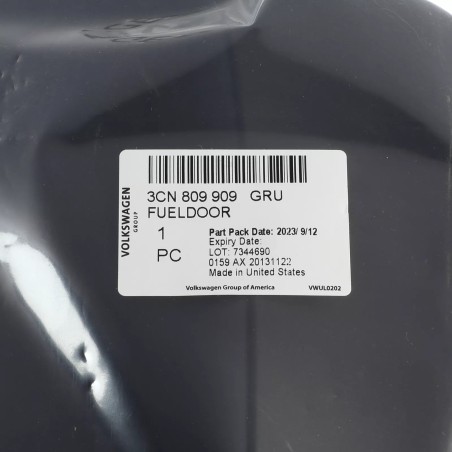 VOLKSWAGEN
GROUP
3CN 809 909 GRU
FUELDOOR
1
PC
Part Pack Date: 2023/ 9/12
Expiry Date:
LOT: 7344690
0159 AX 20131122
Made in United States
Volkswagen Group of America
VWUL0202